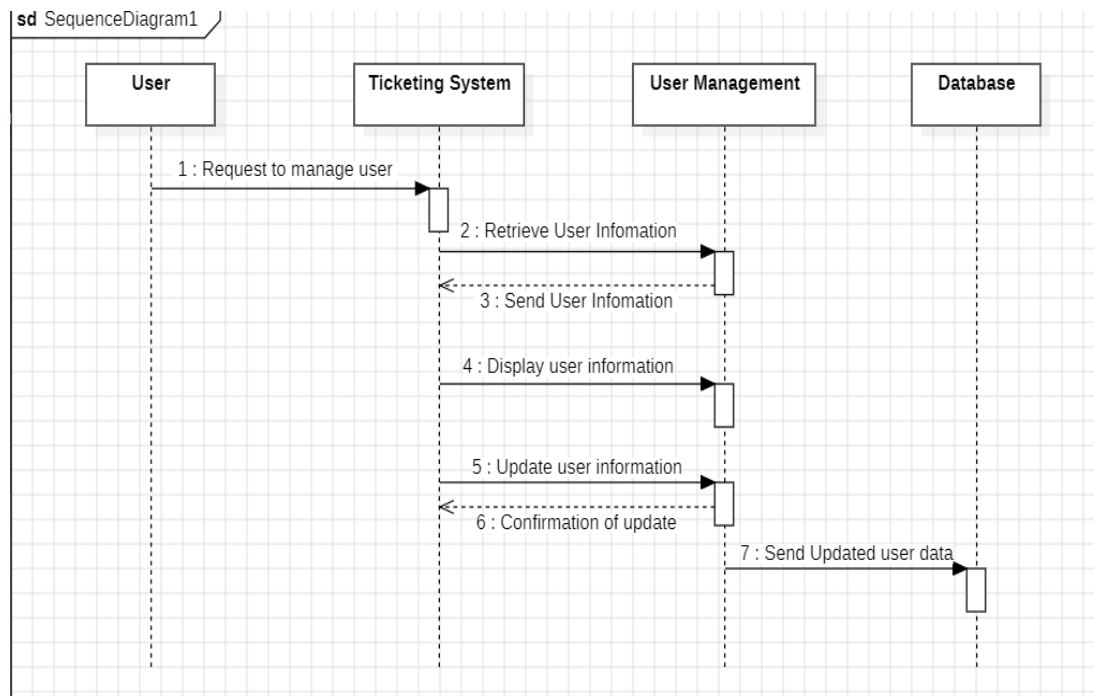 sd SequenceDiagram1
User
Ticketing System
User Management
Database
1 : Request to manage user
2 : Retrieve User Infomation
3 : Send User Infomation
4 : Display user information
5 : Update user information
6 : Confirmation of update
7 : Send Updated user data